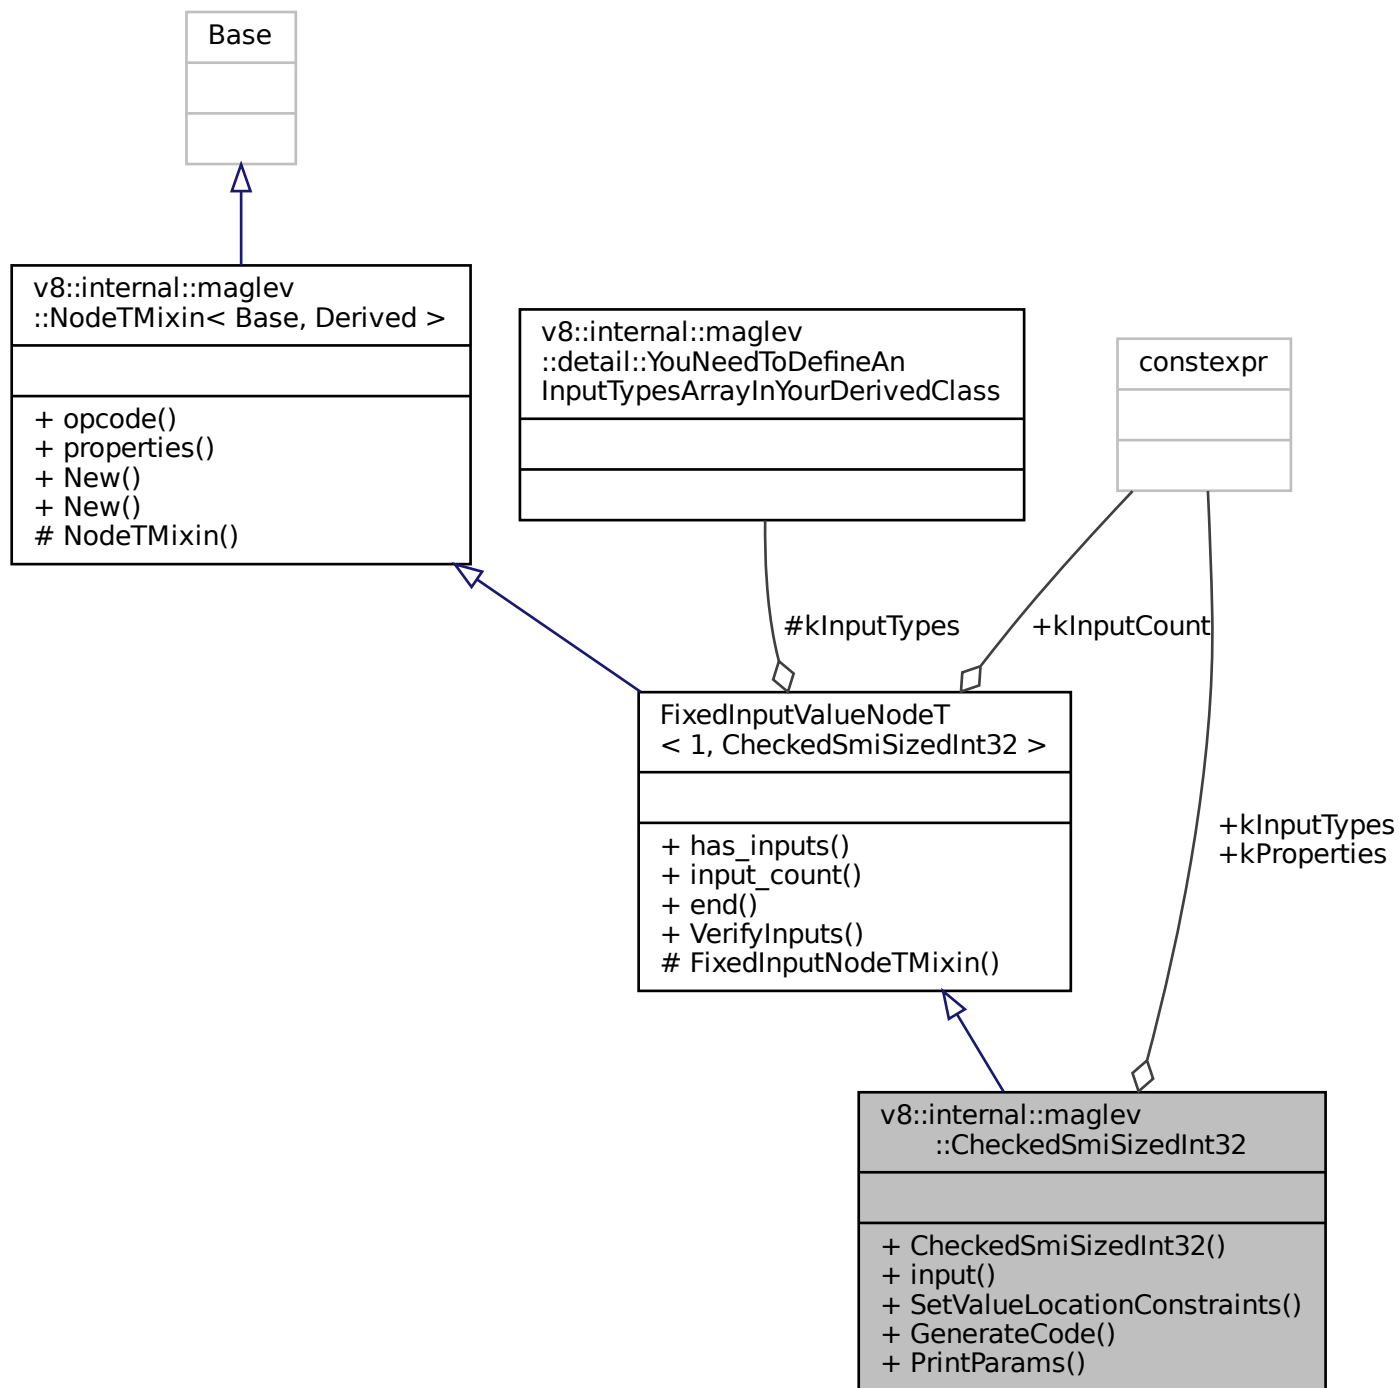 Base
v8::internal::maglev
::NodeTMixin< Base, Derived >
+ opcode()
+ properties()
+ New()
+ New()
# NodeTMixin()
v8::internal::maglev
::detail::YouNeedToDefineAn
InputTypesArrayInYourDerivedClass
constexpr
#kInputTypes
+kInputCount
FixedInputValueNodeT
< 1, CheckedSmiSizedInt32 >
+ has_inputs()
+ input_count()
+ end()
+ VerifyInputs()
# FixedInputNodeTMixin()
+kInputTypes
+kProperties
v8::internal::maglev
::CheckedSmiSizedInt32
+ CheckedSmiSizedInt32()
+ input()
+ SetValueLocationConstraints()
+ GenerateCode()
+ PrintParams()